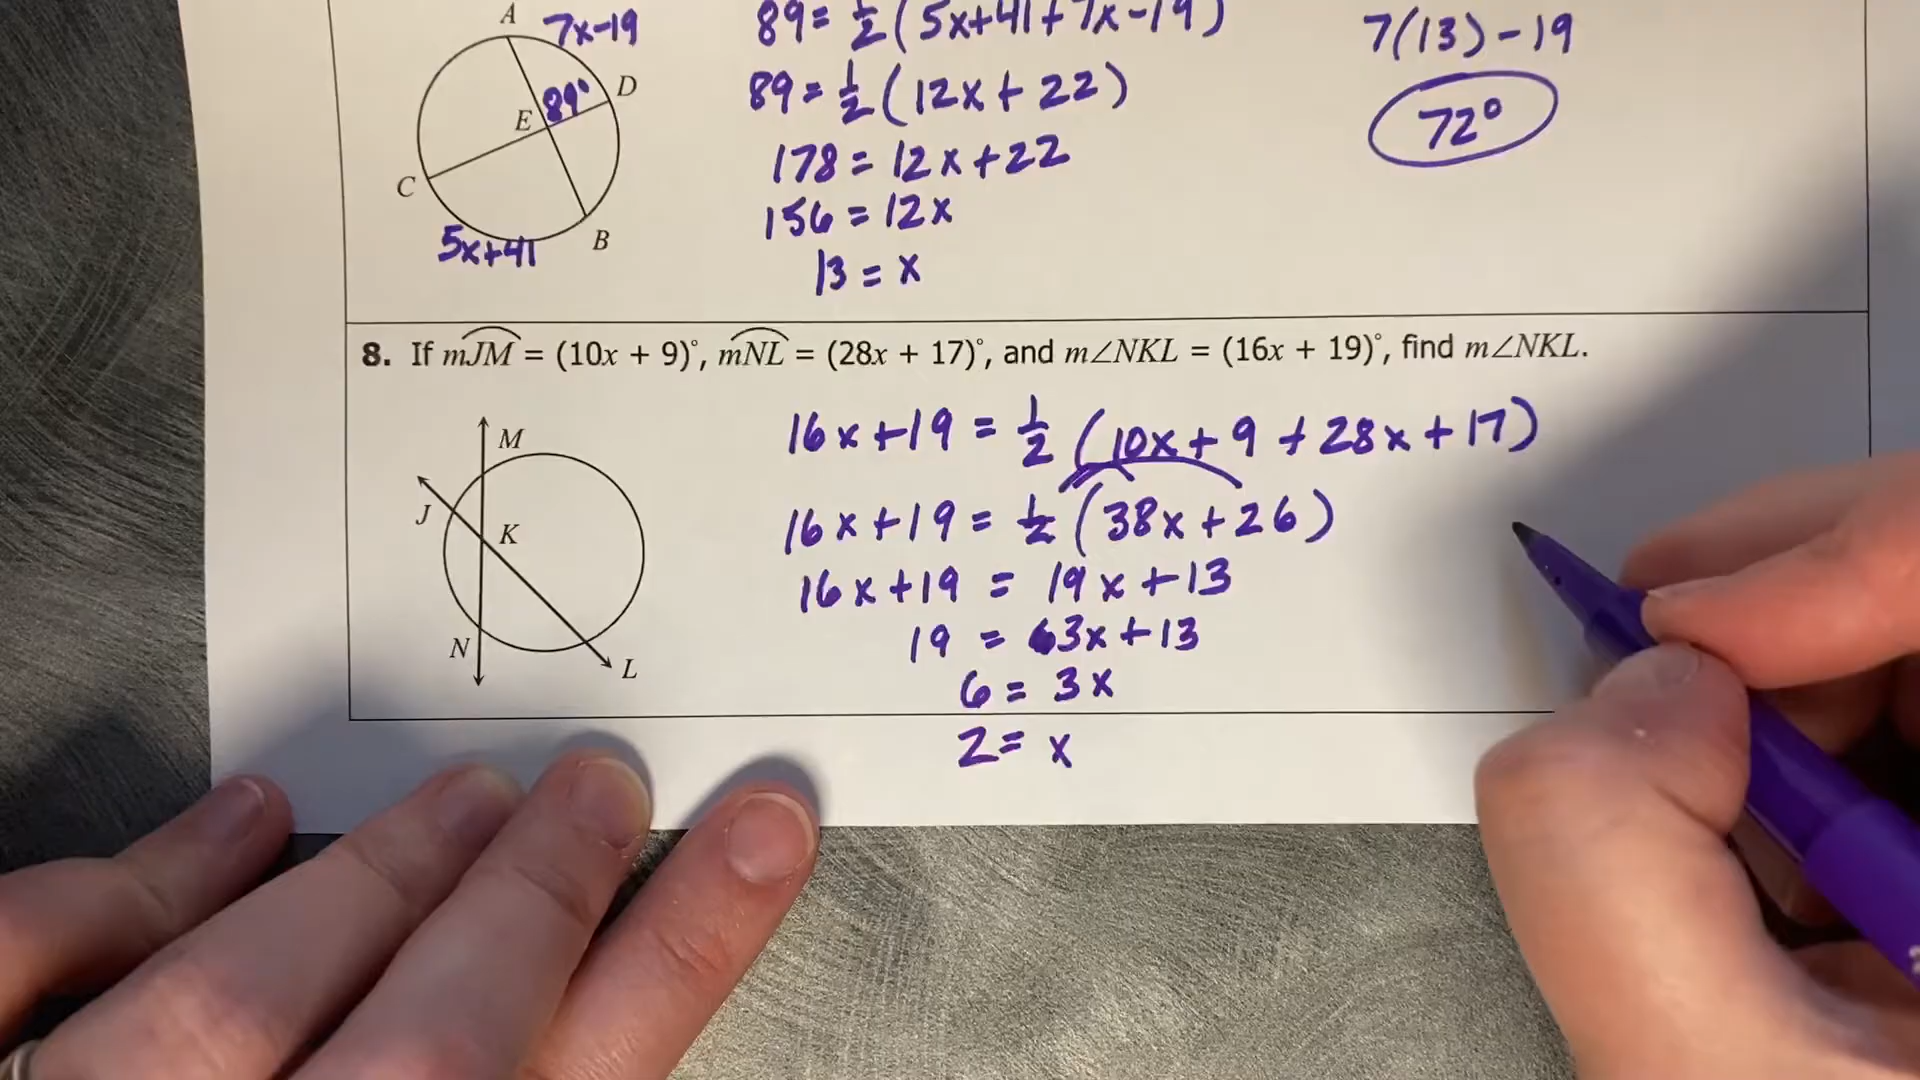 A
7x-19
D
E 89°
C
B
5x+41
89 = 1/2 (5x+41+7x-19)
89 = 1/2 (12x + 22)
178 = 12x +22
156 = 12x
13 = x
7(13) - 19
72°
8. If mJM = (10x + 9)°, mNL = (28x + 17)°, and m∠NKL = (16x + 19)°, find m∠NKL.
M
J
K
N
L
16x+19 = 1/2 (10x + 9 + 28x + 17)
16x +19 = 1/2 (38x + 26)
16x +19 = 19x +13
19 = 3x +13
6 = 3x
2 = x